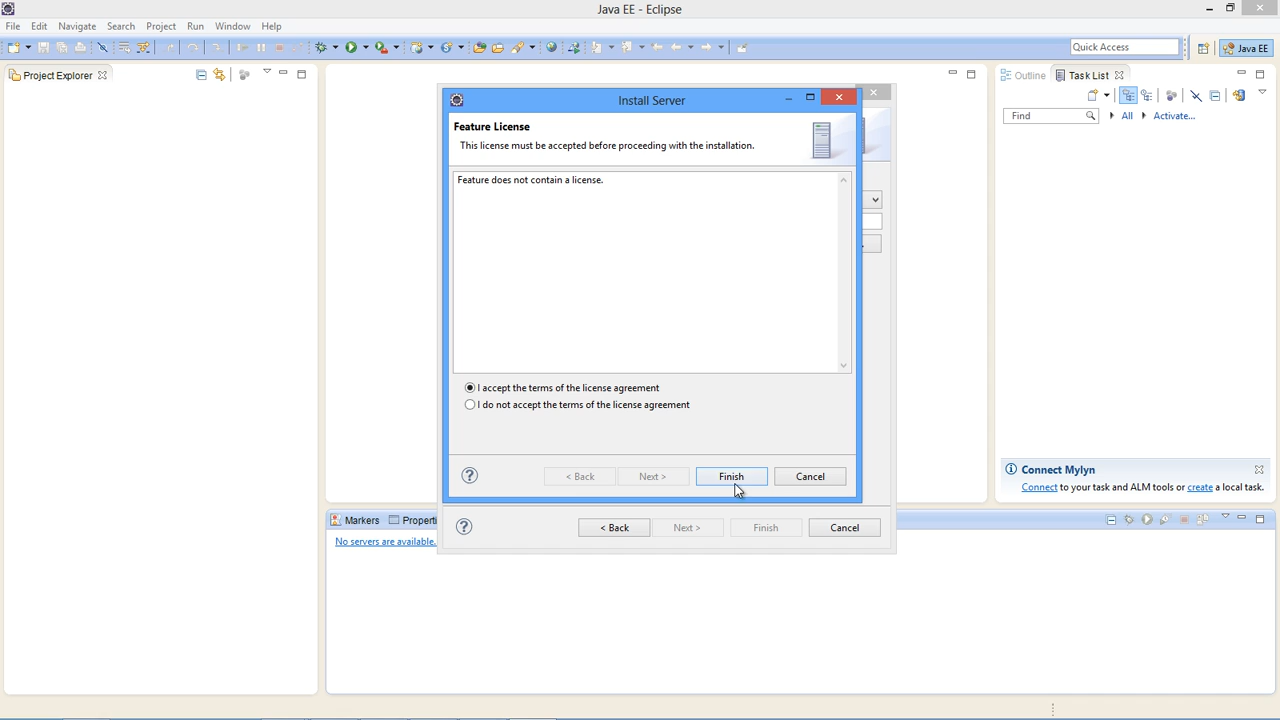 Java EE - Eclipse
File Edit Navigate Search Project Run Window Help
Quick Access
Java EE
Project Explorer
Outline
Task List
Find
All
Activate...
Install Server
Feature License
This license must be accepted before proceeding with the installation.
Feature does not contain a license.
I accept the terms of the license agreement
I do not accept the terms of the license agreement
< Back Next > Finish Cancel
Connect Mylyn
Connect to your task and ALM tools or create a local task.
< Back Next > Finish Cancel
Markers Properti
No servers are available.